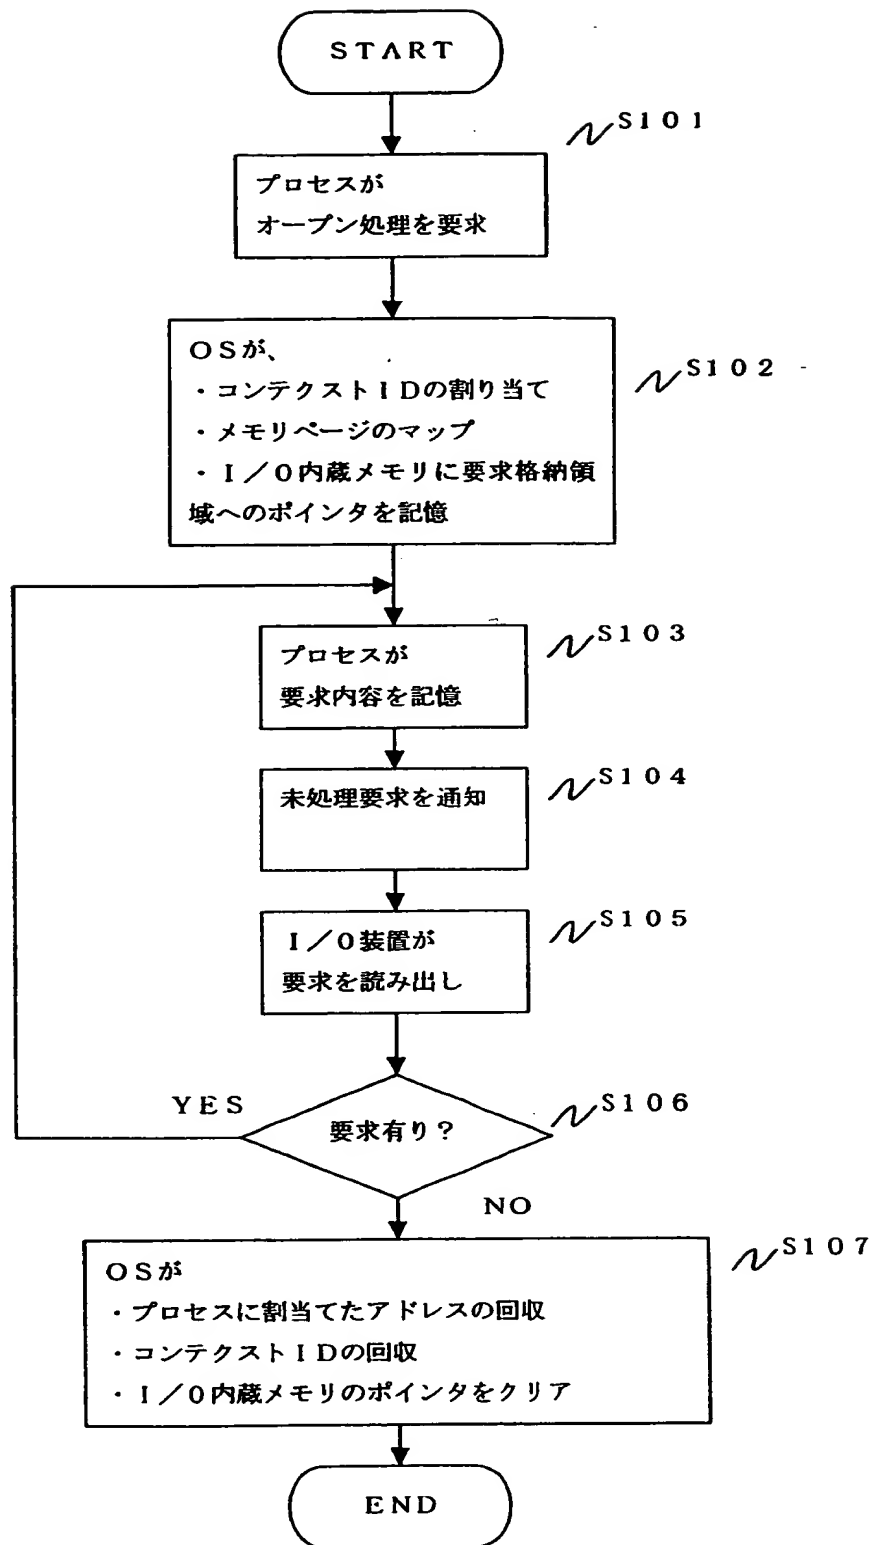 START
S101
プロセスが
オープン処理を要求
S102
OSが、
・コンテクストIDの割り当て
・メモリページのマップ
・I/O内蔵メモリに要求格納領
域へのポインタを記憶
S103
プロセスが
要求内容を記憶
S104
未処理要求を通知
S105
I/O装置が
要求を読み出し
S106
YES
要求有り?
NO
S107
OSが
・プロセスに割当てたアドレスの回収
・コンテクストIDの回収
・I/O内蔵メモリのポインタをクリア
END